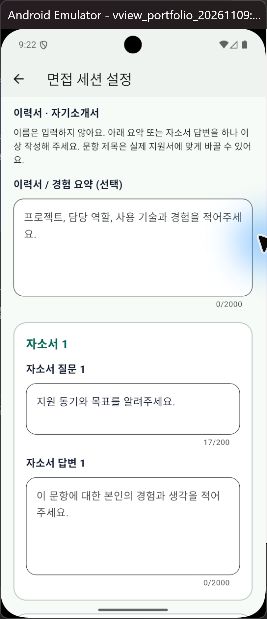 Android Emulator - vview_portfolio_20261109:...
9:22
면접 세션 설정
이력서 · 자기소개서
이름은 입력하지 않아요. 아래 요약 또는 자소서 답변을 하나 이
상 작성해 주세요. 문항 제목은 실제 지원서에 맞게 바꿀 수 있어
요.
이력서 / 경험 요약 (선택)
프로젝트, 담당 역할, 사용 기술과 경험을 적어주세
요.
0/2000
자소서 1
자소서 질문 1
지원 동기와 목표를 알려주세요.
17/200
자소서 답변 1
이 문항에 대한 본인의 경험과 생각을 적어
주세요.
0/2000